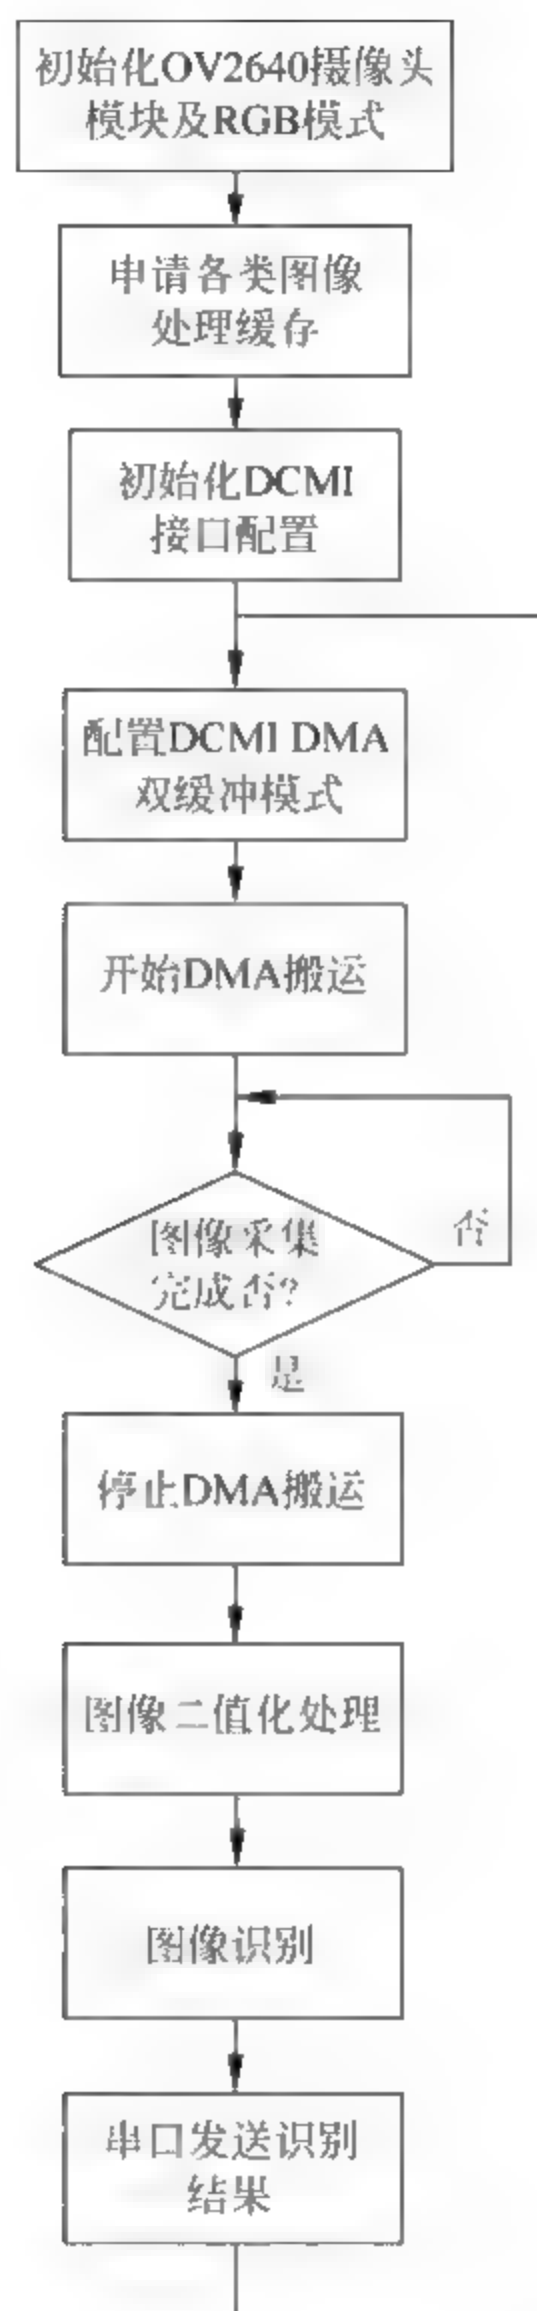 初始化OV2640摄像头
模块及RGB模式
申请各类图像
处理缓存
初始化DCMI
接口配置
配置DCMI DMA
双缓冲模式
开始DMA搬运
图像采集
完成否?
否
是
停止DMA搬运
图像二值化处理
图像识别
串口发送识别
结果